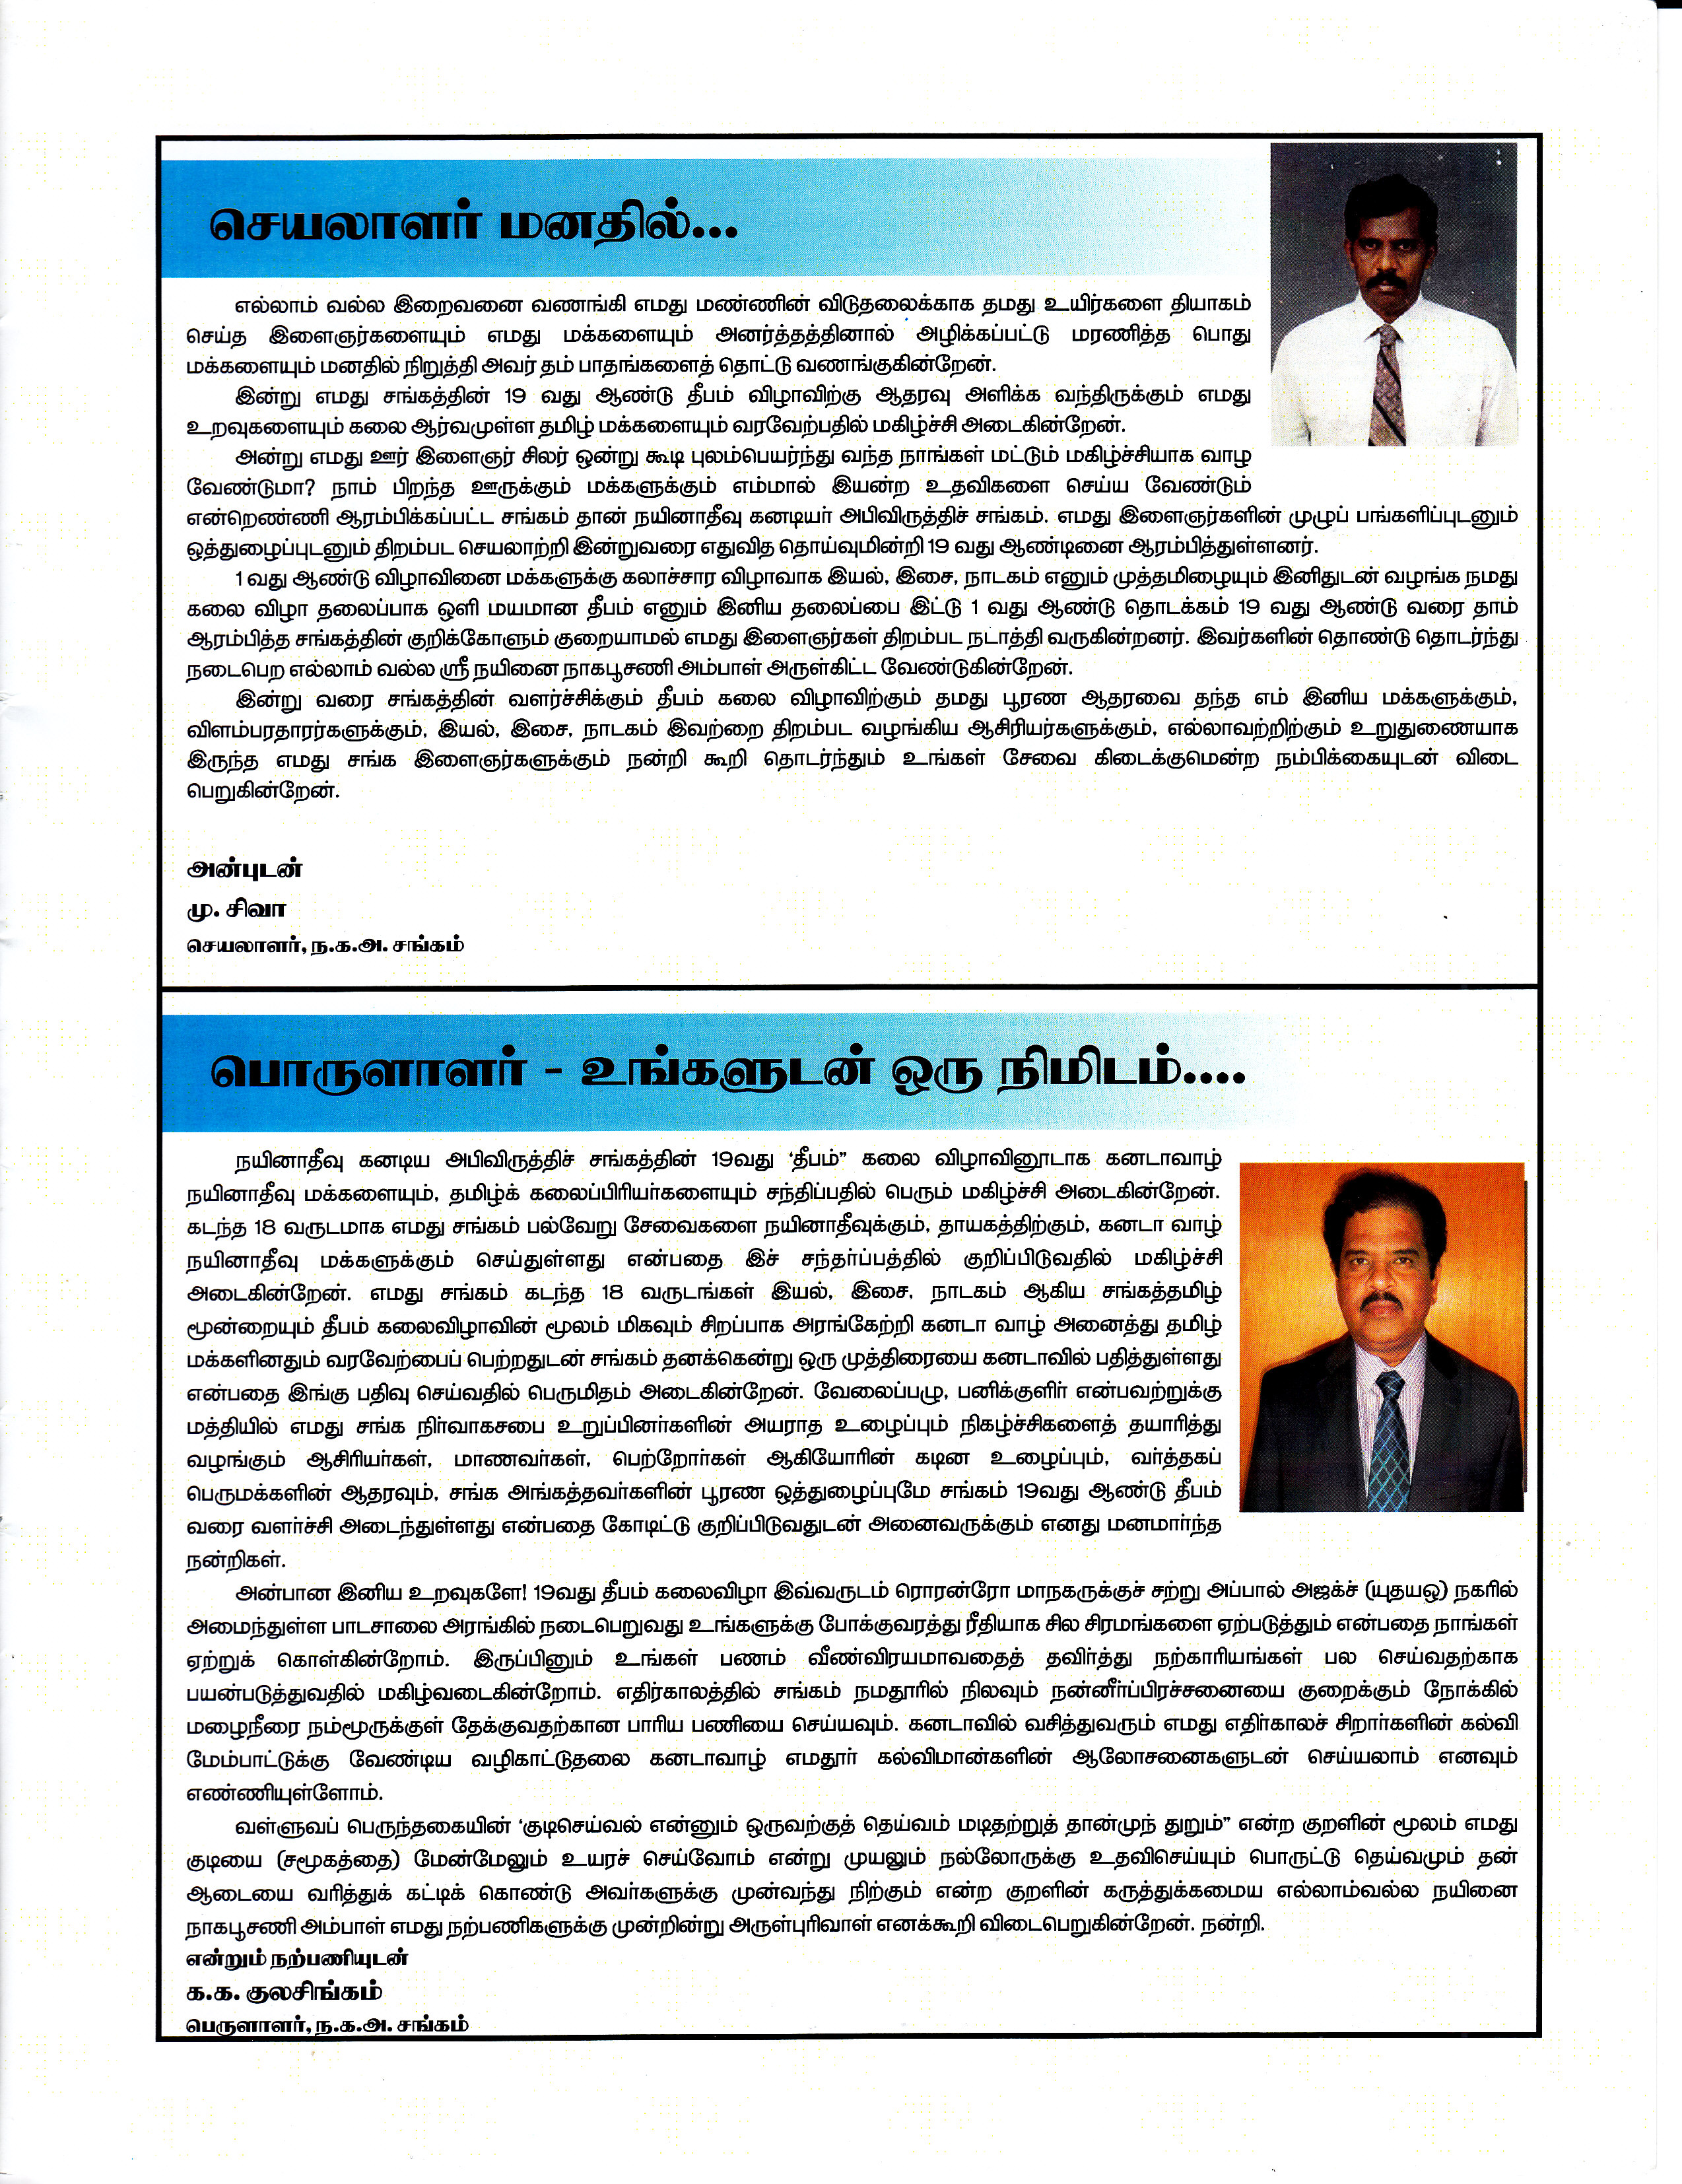 செயலாளர் மனதில்...
எல்லாம் வல்ல இறைவனை வணங்கி எமது மண்ணின் விடுதலைக்காக தமது உயிர்களை தியாகம்
செய்த இளைஞர்களையும் எமது மக்களையும் அனர்த்தத்தினால் அழிக்கப்பட்டு மரணித்த பொது
மக்களையும் மனதில் நிறுத்தி அவர் தம் பாதங்களைத் தொட்டு வணங்குகின்றேன்.
இன்று எமது சங்கத்தின் 19 வது ஆண்டு தீபம் விழாவிற்கு ஆதரவு அளிக்க வந்திருக்கும் எமது
உறவுகளையும் கலை ஆர்வமுள்ள தமிழ் மக்களையும் வரவேற்பதில் மகிழ்ச்சி அடைகின்றேன்.
அன்று எமது ஊர் இளைஞர் சிலர் ஒன்று கூடி புலம்பெயர்ந்து வந்த நாங்கள் மட்டும் மகிழ்ச்சியாக வாழ
வேண்டுமா? நாம் பிறந்த ஊருக்கும் மக்களுக்கும் எம்மால் இயன்ற உதவிகளை செய்ய வேண்டும்
என்றெண்ணி ஆரம்பிக்கப்பட்ட சங்கம் தான் நயினாதீவு கனடியர் அபிவிருத்திச் சங்கம். எமது இளைஞர்களின் முழுப் பங்களிப்புடனும்
ஒத்துழைப்புடனும் திறம்பட செயலாற்றி இன்றுவரை எதுவித தொய்வுமின்றி 19 வது ஆண்டினை ஆரம்பித்துள்ளனர்.
1வது ஆண்டு விழாவினை மக்களுக்கு கலாச்சார விழாவாக இயல், இசை, நாடகம் எனும் முத்தமிழையும் இனிதுடன் வழங்க நமது
கலை விழா தலைப்பாக ஒளி மயமான தீபம் எனும் இனிய தலைப்பை இட்டு 1 வது ஆண்டு தொடக்கம் 19 வது ஆண்டு வரை தாம்
ஆரம்பித்த சங்கத்தின் குறிக்கோளும் குறையாமல் எமது இளைஞர்கள் திறம்பட நடாத்தி வருகின்றனர். இவர்களின் தொண்டு தொடர்ந்து
நடைபெற எல்லாம் வல்ல ஸ்ரீ நயினை நாகபூசணி அம்பாள் அருள்கிட்ட வேண்டுகின்றேன்.
இன்று வரை சங்கத்தின் வளர்ச்சிக்கும் தீபம் கலை விழாவிற்கும் தமது பூரண ஆதரவை தந்த எம் இனிய மக்களுக்கும்,
விளம்பரதாரர்களுக்கும், இயல், இசை, நாடகம் இவற்றை திறம்பட வழங்கிய ஆசிரியர்களுக்கும், எல்லாவற்றிற்கும் உறுதுணையாக
இருந்த எமது சங்க இளைஞர்களுக்கும் நன்றி கூறி தொடர்ந்தும் உங்கள் சேவை கிடைக்குமென்ற நம்பிக்கையுடன் விடை
பெறுகின்றேன்.
அன்புடன்
மு. சிவா
செயலாளர், ந.க.அ. சங்கம்
பொருளாளர் - உங்களுடன் ஒரு நிமிடம்....
நயினாதீவு கனடிய அபிவிருத்திச் சங்கத்தின் 19வது ‘தீபம்” கலை விழாவினூடாக கனடாவாழ்
நயினாதீவு மக்களையும், தமிழ்க் கலைப்பிரியர்களையும் சந்திப்பதில் பெரும் மகிழ்ச்சி அடைகின்றேன்.
கடந்த 18 வருடமாக எமது சங்கம் பல்வேறு சேவைகளை நயினாதீவுக்கும், தாயகத்திற்கும், கனடா வாழ்
நயினாதீவு மக்களுக்கும் செய்துள்ளது என்பதை இச் சந்தர்ப்பத்தில் குறிப்பிடுவதில் மகிழ்ச்சி
அடைகின்றேன். எமது சங்கம் கடந்த 18 வருடங்கள் இயல், இசை, நாடகம் ஆகிய சங்கத்தமிழ்
மூன்றையும் தீபம் கலைவிழாவின் மூலம் மிகவும் சிறப்பாக அரங்கேற்றி கனடா வாழ் அனைத்து தமிழ்
மக்களினதும் வரவேற்பைப் பெற்றதுடன் சங்கம் தனக்கென்று ஒரு முத்திரையை கனடாவில் பதித்துள்ளது
என்பதை இங்கு பதிவு செய்வதில் பெருமிதம் அடைகின்றேன். வேலைப்பழு, பனிக்குளிர் என்பவற்றுக்கு
மத்தியில் எமது சங்க நிர்வாகசபை உறுப்பினர்களின் அயராத உழைப்பும் நிகழ்ச்சிகளைத் தயாரித்து
வழங்கும் ஆசிரியர்கள், மாணவர்கள், பெற்றோர்கள் ஆகியோரின் கடின உழைப்பும், வர்த்தகப்
பெருமக்களின் ஆதரவும், சங்க அங்கத்தவர்களின் பூரண ஒத்துழைப்புமே சங்கம் 19வது ஆண்டு தீபம்
வரை வளர்ச்சி அடைந்துள்ளது என்பதை கோடிட்டு குறிப்பிடுவதுடன் அனைவருக்கும் எனது மனமார்ந்த
நன்றிகள்.
அன்பான இனிய உறவுகளே! 19வது தீபம் கலைவிழா இவ்வருடம் ரொரன்ரோ மாநகருக்குச் சற்று அப்பால் அஜக்ச் (யுதயஒ) நகரில்
அமைந்துள்ள பாடசாலை அரங்கில் நடைபெறுவது உங்களுக்கு போக்குவரத்து ரீதியாக சில சிரமங்களை ஏற்படுத்தும் என்பதை நாங்கள்
ஏற்றுக் கொள்கின்றோம். இருப்பினும் உங்கள் பணம் வீண்விரயமாவதைத் தவிர்த்து நற்காரியங்கள் பல செய்வதற்காக
பயன்படுத்துவதில் மகிழ்வடைகின்றோம். எதிர்காலத்தில் சங்கம் நமதூரில் நிலவும் நன்னீர்ப்பிரச்சனையை குறைக்கும் நோக்கில்
மழைநீரை நம்மூருக்குள் தேக்குவதற்கான பாரிய பணியை செய்யவும். கனடாவில் வசித்துவரும் எமது எதிர்காலச் சிறார்களின் கல்வி
மேம்பாட்டுக்கு வேண்டிய வழிகாட்டுதலை கனடாவாழ் எமதூர் கல்விமான்களின் ஆலோசனைகளுடன் செய்யலாம் எனவும்
எண்ணியுள்ளோம்.
வள்ளுவப் பெருந்தகையின் ‘குடிசெய்வல் என்னும் ஒருவற்குத் தெய்வம் மடிதற்றுத் தான்முந் துறும்” என்ற குறளின் மூலம் எமது
குடியை (சமூகத்தை) மேன்மேலும் உயரச் செய்வோம் என்று முயலும் நல்லோருக்கு உதவிசெய்யும் பொருட்டு தெய்வமும் தன்
ஆடையை வரித்துக் கட்டிக் கொண்டு அவர்களுக்கு முன்வந்து நிற்கும் என்ற குறளின் கருத்துக்கமைய எல்லாம்வல்ல நயினை
நாகபூசணி அம்பாள் எமது நற்பணிகளுக்கு முன்றின்று அருள்புரிவாள் எனக்கூறி விடைபெறுகின்றேன். நன்றி.
என்றும் நற்பணியுடன்
க.க. குலசிங்கம்
பெருளாளர், ந.க.அ. சங்கம்